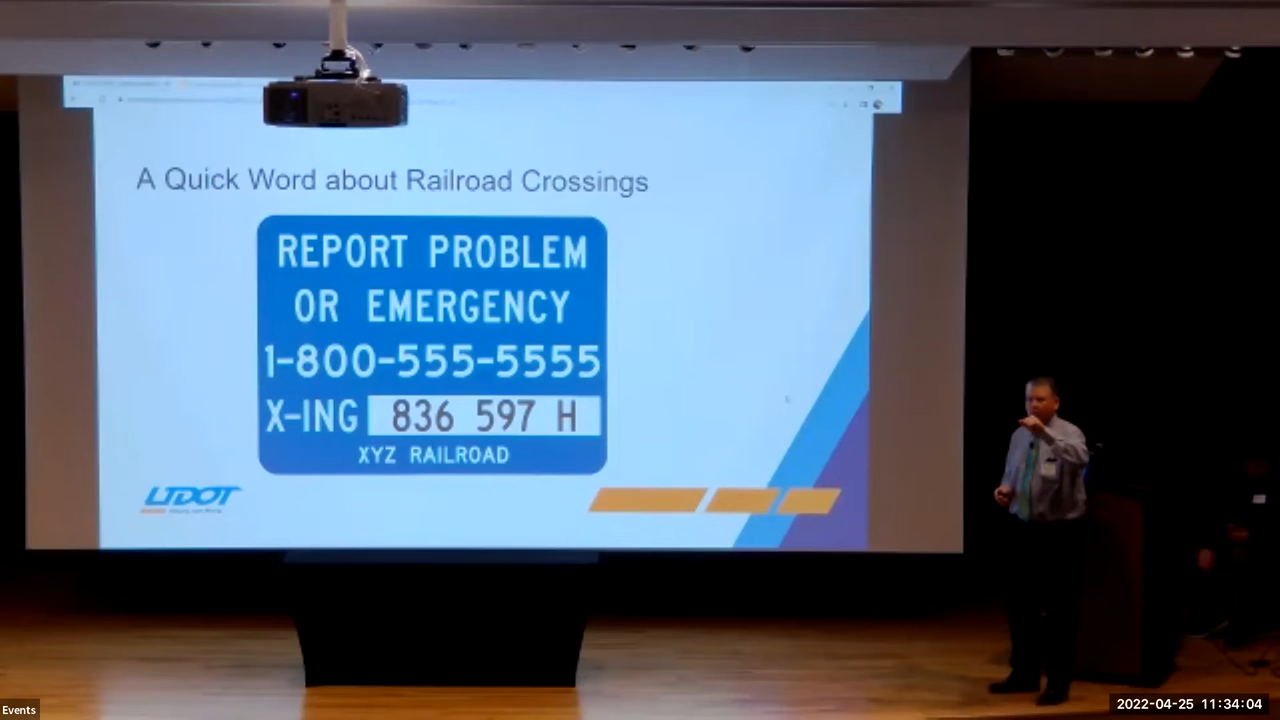 A Quick Word about Railroad Crossings
REPORT PROBLEM
OR EMERGENCY
1-800-555-5555
X-ING 836 597 H
XYZ RAILROAD
LTDOT
Events
2022-04-25 11:34:04